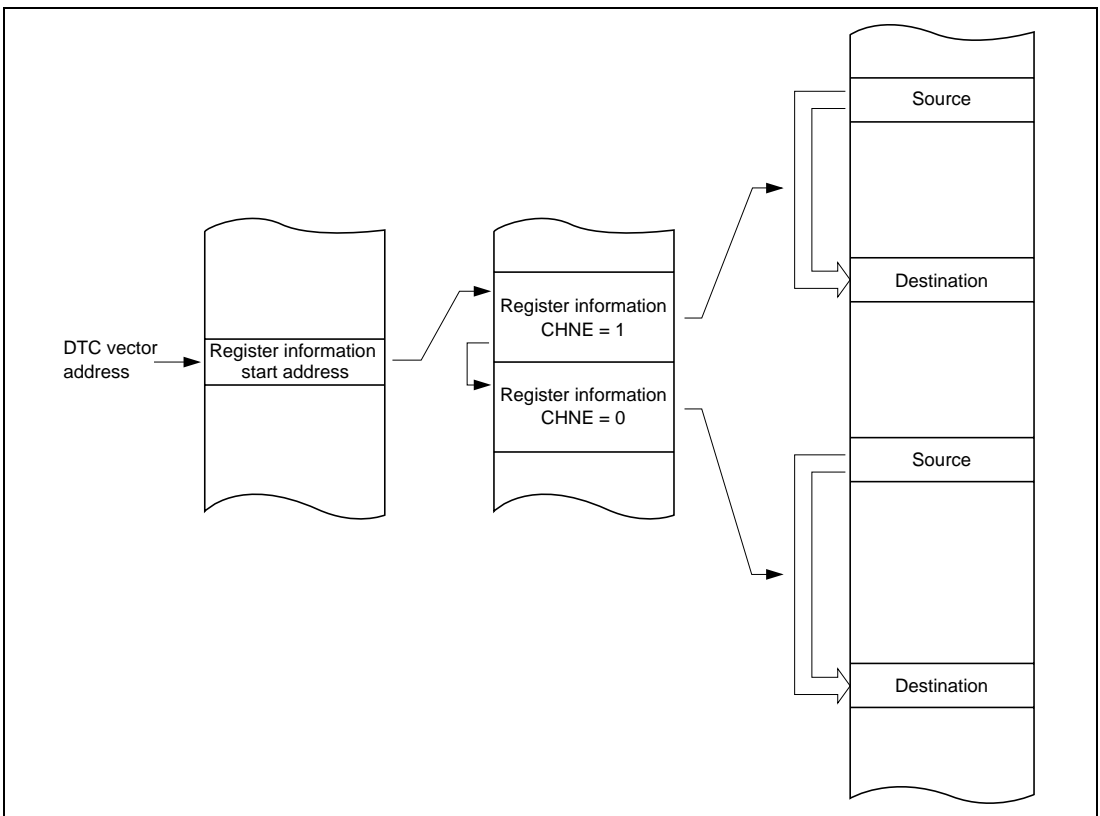 DTC vector
address
Register information
start address
Register information
CHNE = 1
Register information
CHNE = 0
Source
Destination
Source
Destination